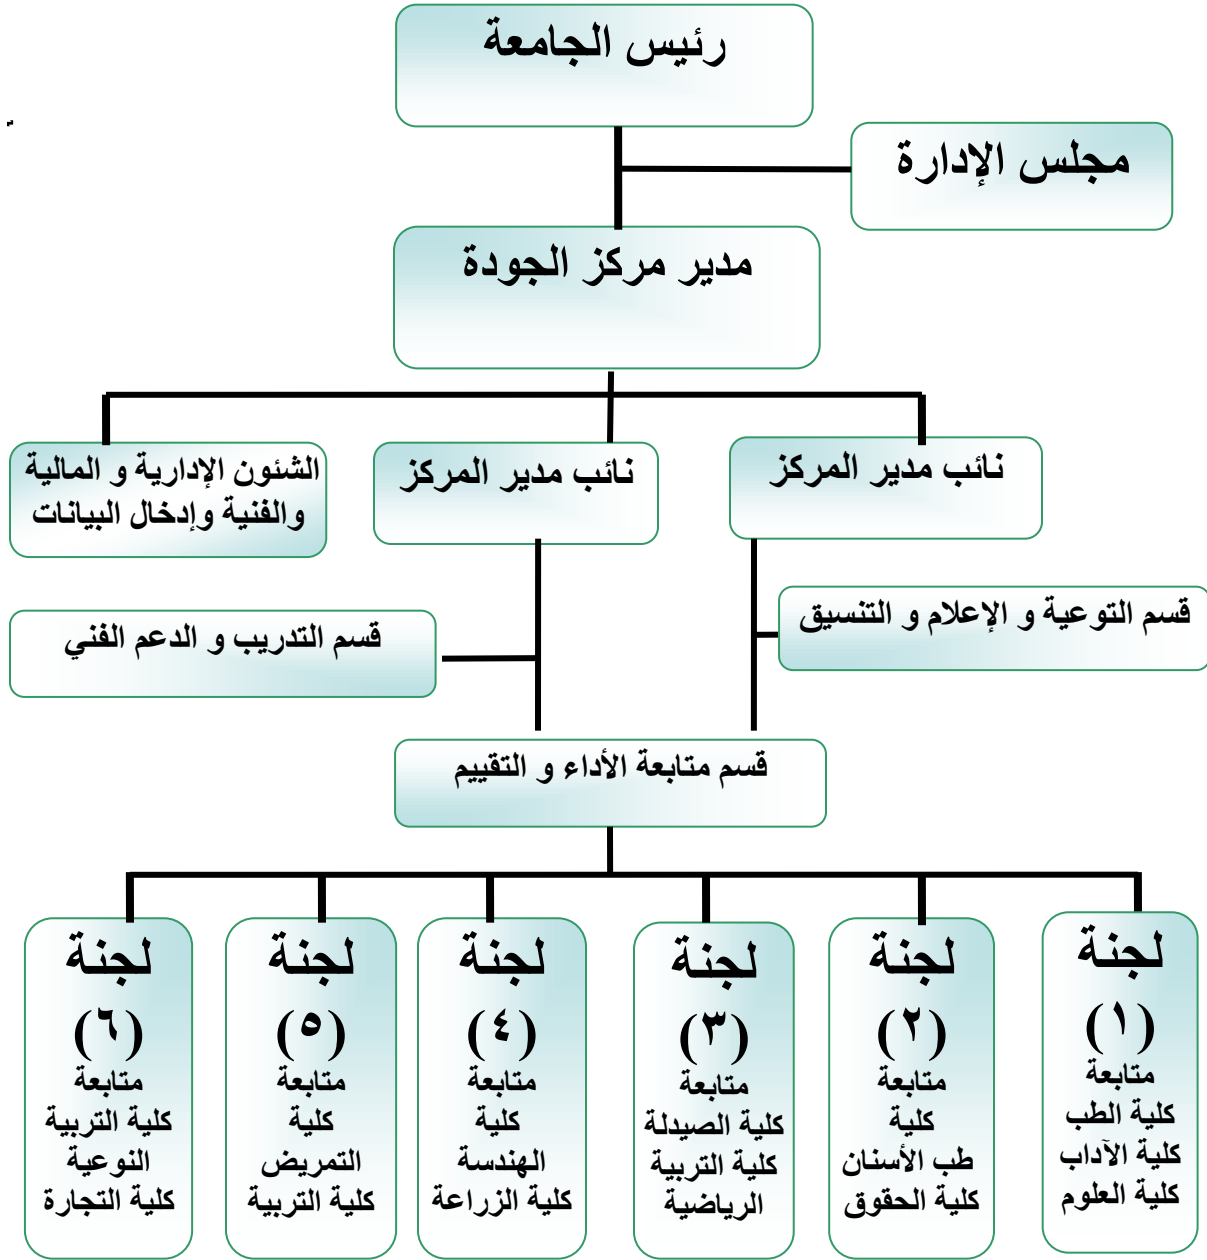 رئيس الجامعة
مجلس الإدارة
مدير مركز الجودة
نائب مدير المركز
نائب مدير المركز
الشئون الإدارية و المالية
والفنية وإدخال البيانات
قسم التوعية و الإعلام و التنسيق
قسم التدريب و الدعم الفني
قسم متابعة الأداء و التقييم
لجنة
(١)
متابعة
كلية الطب
كلية الآداب
كلية العلوم
لجنة
(٢)
متابعة
كلية
طب الأسنان
كلية الحقوق
لجنة
(٣)
متابعة
كلية الصيدلة
كلية التربية
الرياضية
لجنة
(٤)
متابعة
كلية
الهندسة
كلية الزراعة
لجنة
(٥)
متابعة
كلية
التمريض
كلية التربية
لجنة
(٦)
متابعة
كلية التربية
النوعية
كلية التجارة